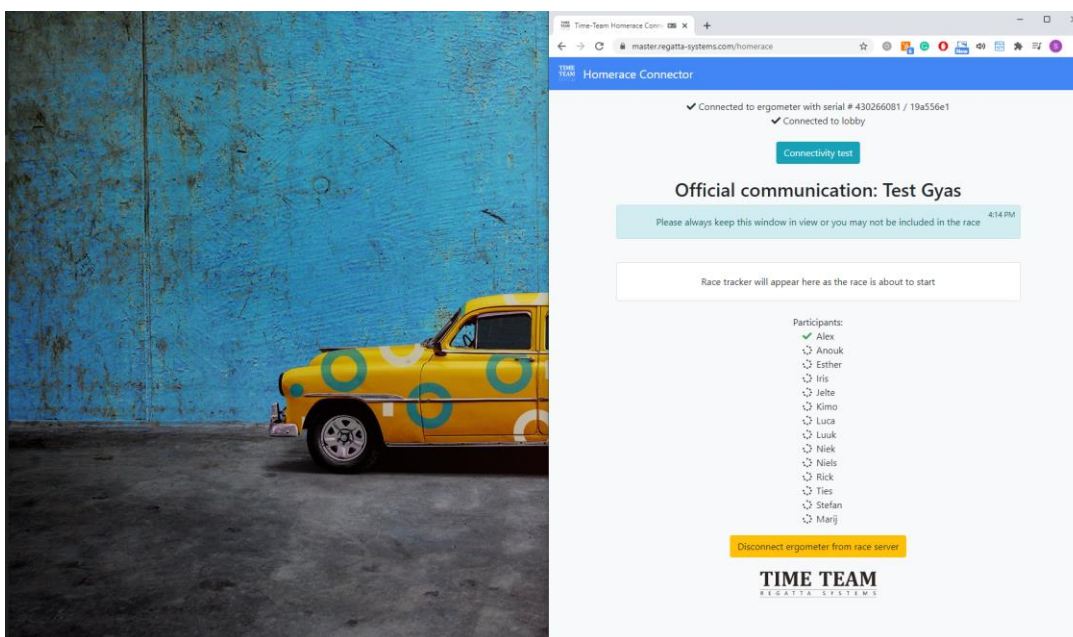 Time-Team Homerace Conn
master.regatta-systems.com/homerace
New
TIME TEAM Homerace Connector
Connected to ergometer with serial # 430266081 / 19a556e1
Connected to lobby
Connectivity test
Official communication: Test Gyas
4:14 PM
Please always keep this window in view or you may not be included in the race
Race tracker will appear here as the race is about to start
Participants:
Alex
Anouk
Esther
Iris
Jelte
Kimo
Luca
Luuk
Niek
Niels
Rick
Ties
Stefan
Marij
Disconnect ergometer from race server
TIME TEAM
REGATTA SYSTEMS